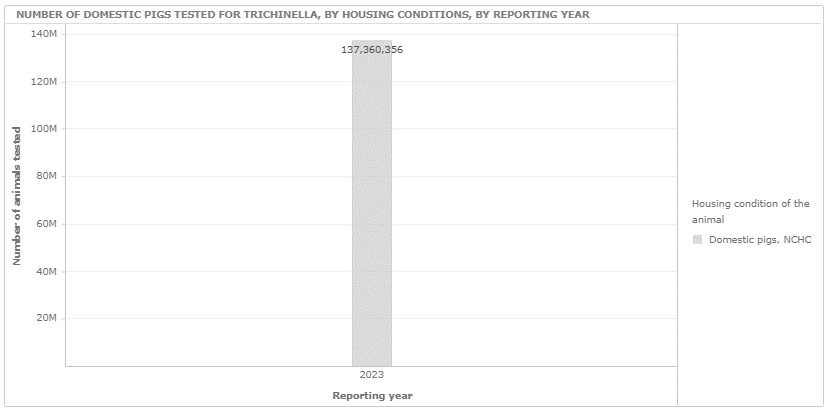 NUMBER OF DOMESTIC PIGS TESTED FOR TRICHINELLA, BY HOUSING CONDITIONS, BY REPORTING YEAR
140M
137,360,356
120M
100M
80M
60M
40M
20M
Number of animals tested
2023
Reporting year
Housing condition of the
animal
Domestic pigs, NCHC